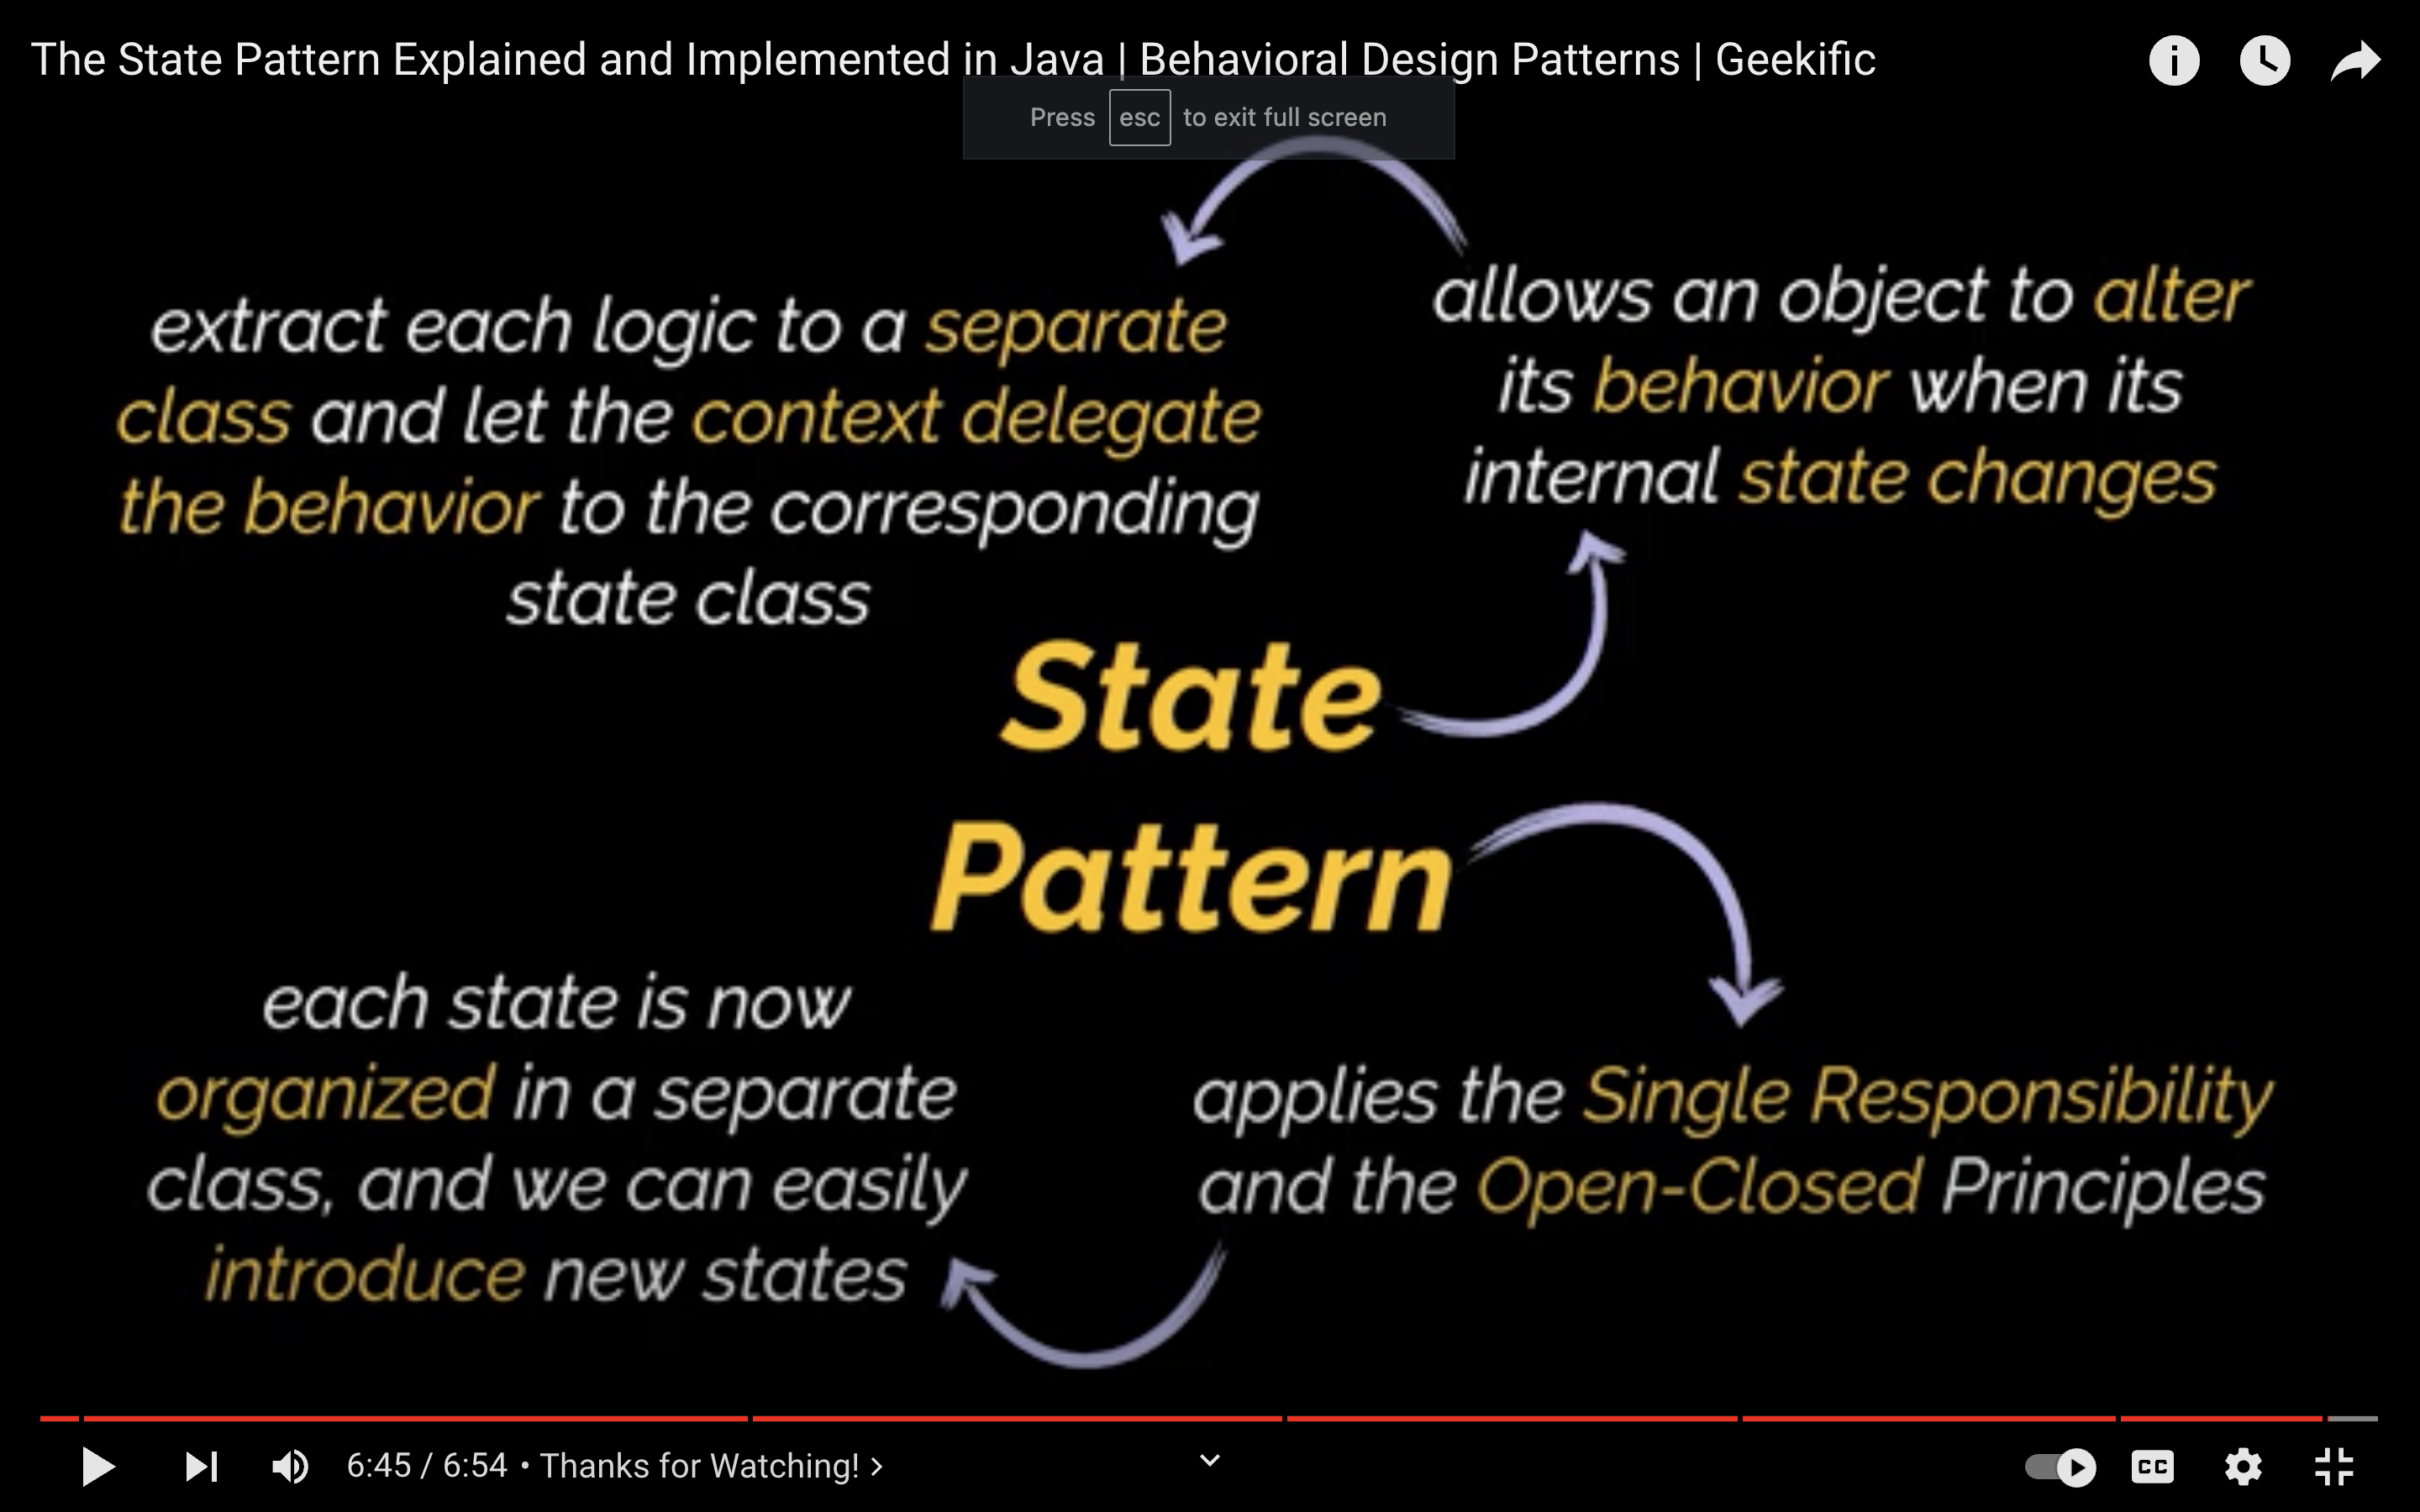 The State Pattern Explained and Implemented in Java | Behavioral Design Patterns | Geekific
Press esc to exit full screen
extract each logic to a separate
class and let the context delegate
the behavior to the corresponding
state class
allows an object to alter
its behavior when its
internal state changes
State
Pattern
each state is now
organized in a separate
class, and we can easily
introduce new states
applies the Single Responsibility
and the Open-Closed Principles
6:45 / 6:54 • Thanks for Watching! >
CC